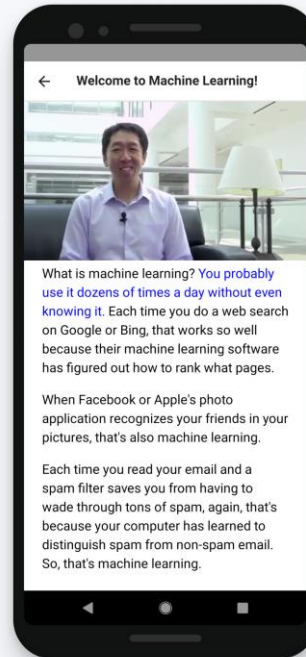 Welcome to Machine Learning!
What is machine learning? You probably
use it dozens of times a day without even
knowing it. Each time you do a web search
on Google or Bing, that works so well
because their machine learning software
has figured out how to rank what pages.
When Facebook or Apple's photo
application recognizes your friends in your
pictures, that's also machine learning.
Each time you read your email and a
spam filter saves you from having to
wade through tons of spam, again, that's
because your computer has learned to
distinguish spam from non-spam email.
So, that's machine learning.